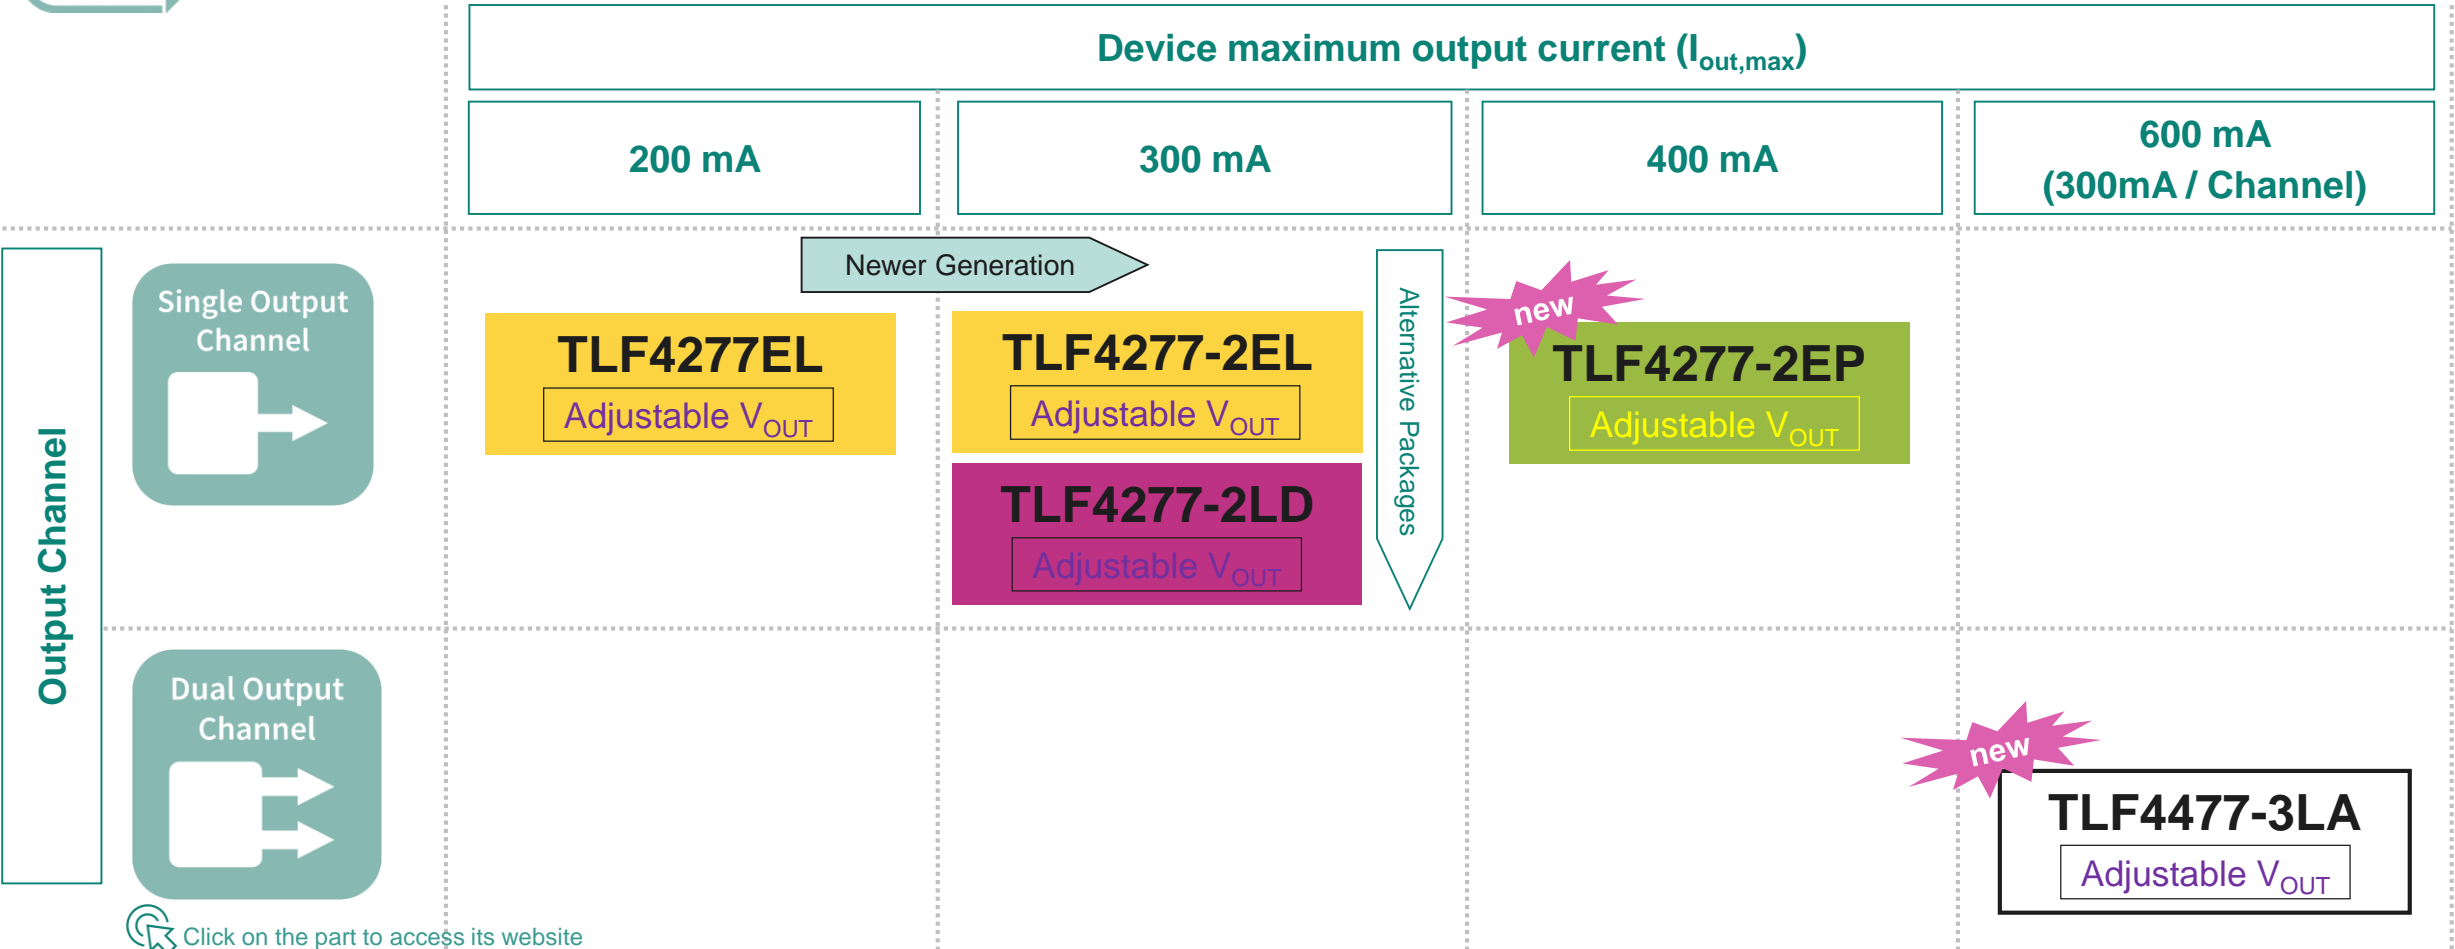 Device maximum output current (Iout,max)
200 mA
300 mA
400 mA
600 mA
(300mA / Channel)
Output Channel
Single Output
Channel
Newer Generation
Alternative Packages
TLF4277EL
Adjustable VOUT
TLF4277-2EL
Adjustable VOUT
TLF4277-2LD
Adjustable VOUT
new
TLF4277-2EP
Adjustable VOUT
Dual Output
Channel
new
TLF4477-3LA
Adjustable VOUT
Click on the part to access its website